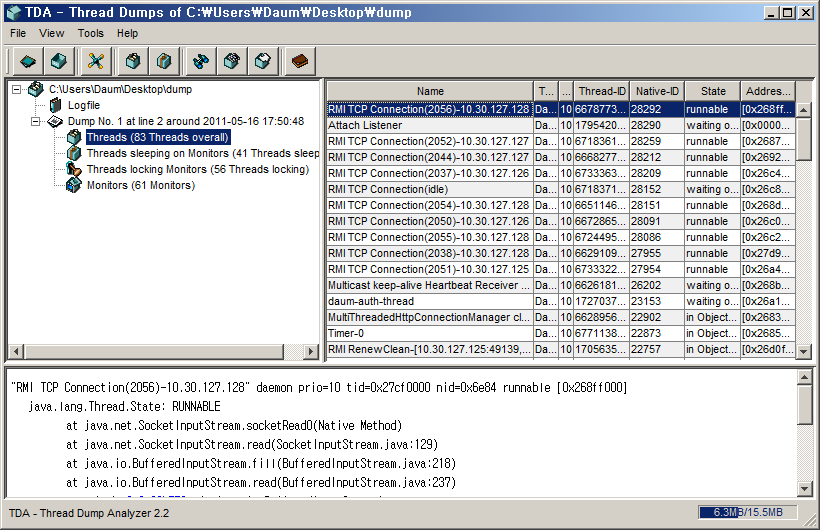 TDA - Thread Dumps of C:₩Users₩Daum₩Desktop₩dump
File View Tools Help
C:\Users\Daum\Desktop\dump
Logfile
Dump No. 1 at line 2 around 2011-05-16 17:50:48
Threads (83 Threads overall)
Threads sleeping on Monitors (41 Threads sleep
Threads locking Monitors (56 Threads locking)
Monitors (61 Monitors)
Name T... ... Thread-ID Native-ID State Addres...
RMI TCP Connection(2056)-10.30.127.128 Da... 10 6678773... 28292 runnable [0x268ff...
Attach Listener Da... 10 1795420... 28290 waiting o... [0x0000...
RMI TCP Connection(2052)-10.30.127.127 Da... 10 6718361... 28259 runnable [0x2687...
RMI TCP Connection(2044)-10.30.127.127 Da... 10 6668277... 28212 runnable [0x2692...
RMI TCP Connection(2037)-10.30.127.126 Da... 10 6733363... 28209 runnable [0x26c4...
RMI TCP Connection(idle) Da... 10 6718371... 28152 waiting o... [0x26c8...
RMI TCP Connection(2054)-10.30.127.128 Da... 10 6651146... 28151 runnable [0x268d...
RMI TCP Connection(2050)-10.30.127.126 Da... 10 6672865... 28091 runnable [0x26c0...
RMI TCP Connection(2055)-10.30.127.128 Da... 10 6724495... 28086 runnable [0x26c2...
RMI TCP Connection(2038)-10.30.127.128 Da... 10 6629109... 27955 runnable [0x27d9...
RMI TCP Connection(2051)-10.30.127.125 Da... 10 6733322... 27954 runnable [0x26a4...
Multicast keep-alive Heartbeat Receiver ... Da... 10 6626181... 26202 waiting o... [0x268b...
daum-auth-thread Da... 10 1727037... 23153 waiting o... [0x26a1...
MultiThreadedHttpConnectionManager cl... Da... 10 6628956... 22902 in Object... [0x2683...
Timer-0 Da... 10 6771138... 22873 in Object... [0x2685...
RMI RenewClean-[10.30.127.125:49139,... Da... 10 1705635... 22757 in Object... [0x26d0f...
"RMI TCP Connection(2056)-10.30.127.128" daemon prio=10 tid=0x27cf0000 nid=0x6e84 runnable [0x268ff000]
java.lang.Thread.State: RUNNABLE
at java.net.SocketInputStream.socketRead0(Native Method)
at java.net.SocketInputStream.read(SocketInputStream.java:129)
at java.io.BufferedInputStream.fill(BufferedInputStream.java:218)
at java.io.BufferedInputStream.read(BufferedInputStream.java:237)
TDA - Thread Dump Analyzer 2.2
6.3MB/15.5MB